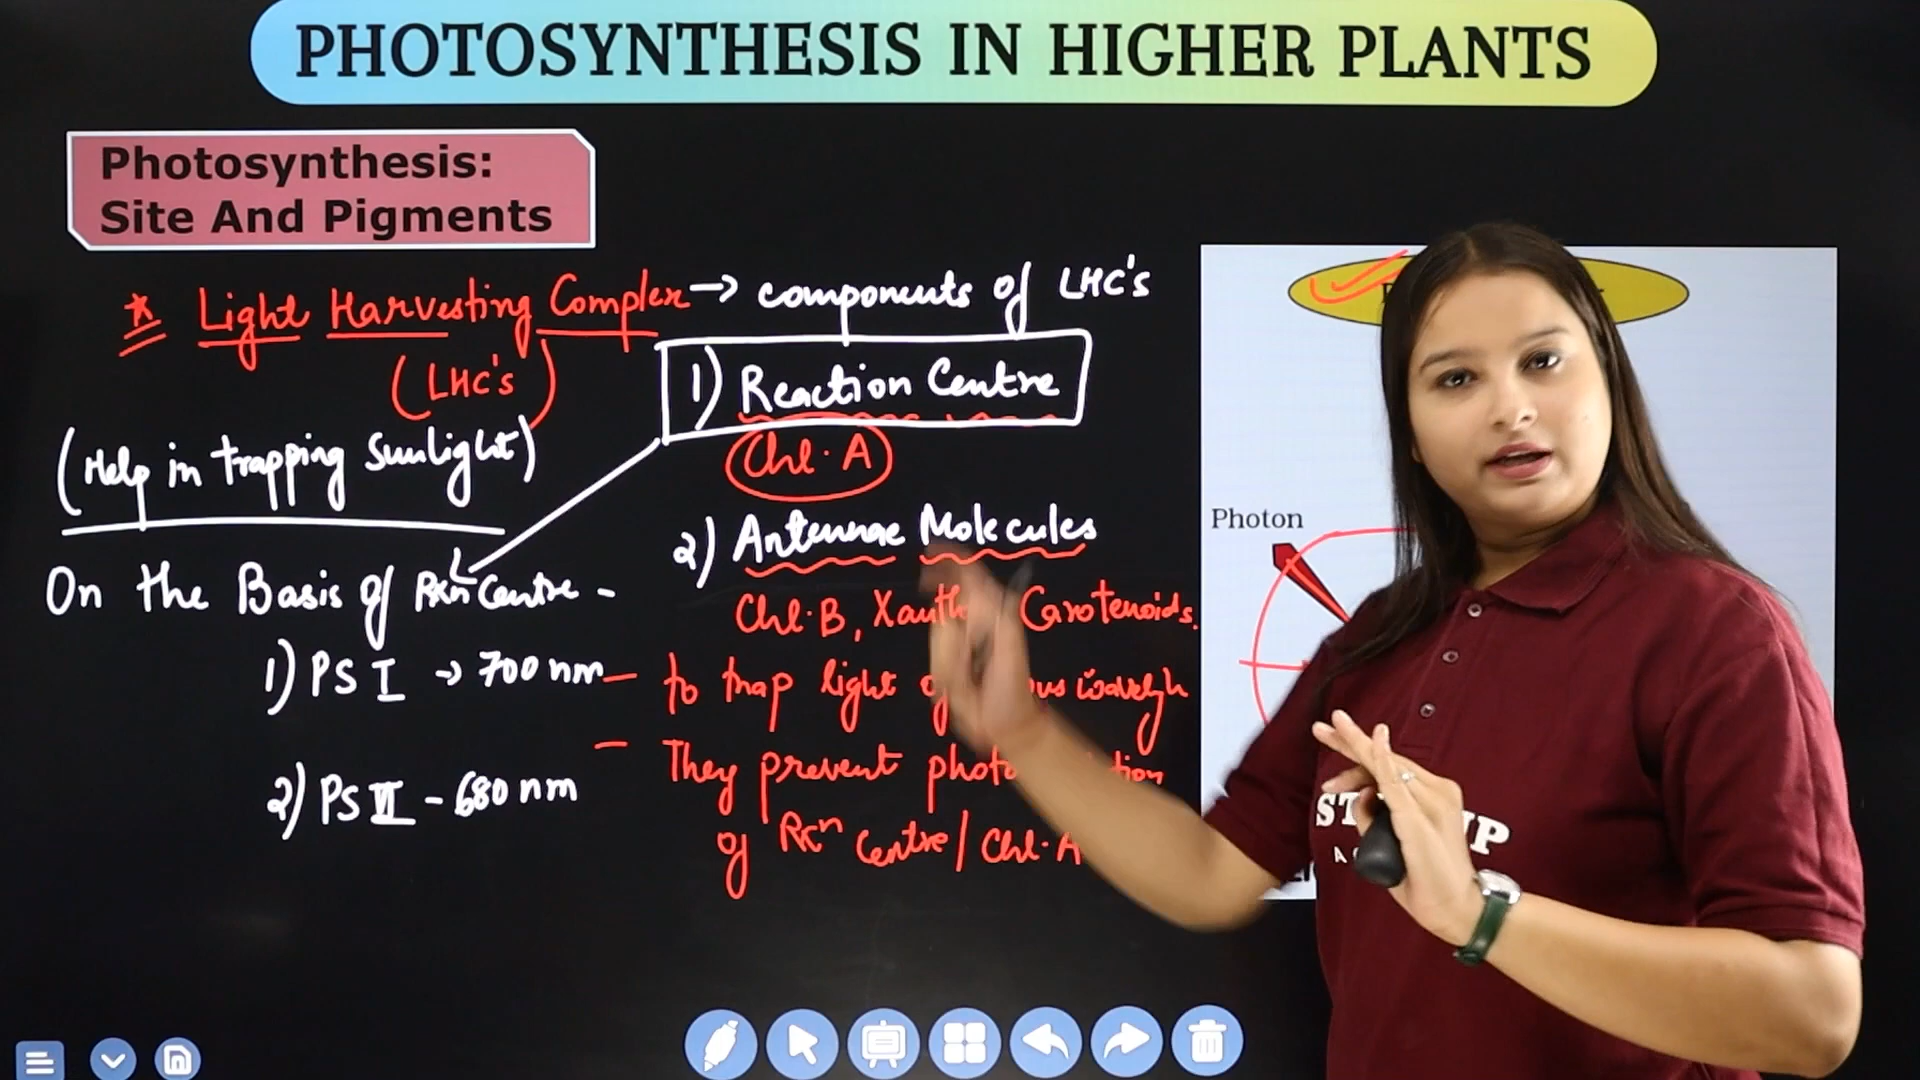 PHOTOSYNTHESIS IN HIGHER PLANTS
Photosynthesis:
Site And Pigments
* Light Harvesting Complex → components of LHC's
(LHC's)
(Help in trapping Sunlight)
1) Reaction Centre
Chl. A
2) Antennae Molecules
Chl. B, Xanth Carotenoids.
- to trap light
- They prevent photo
of Rxn Centre / Chl. A
On the Basis of Rxn Centre -
1) PS I → 700 nm
2) PS II - 680 nm
Photon